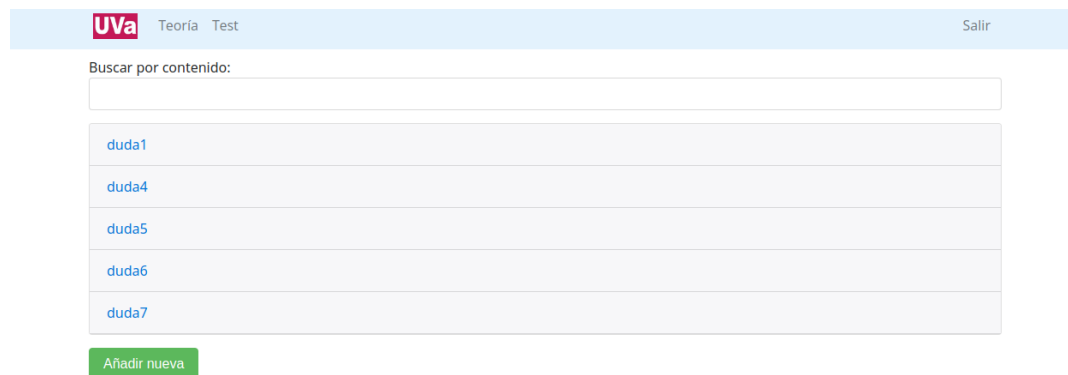 UVa Teoría Test Salir
Buscar por contenido:
duda1
duda4
duda5
duda6
duda7
Añadir nueva